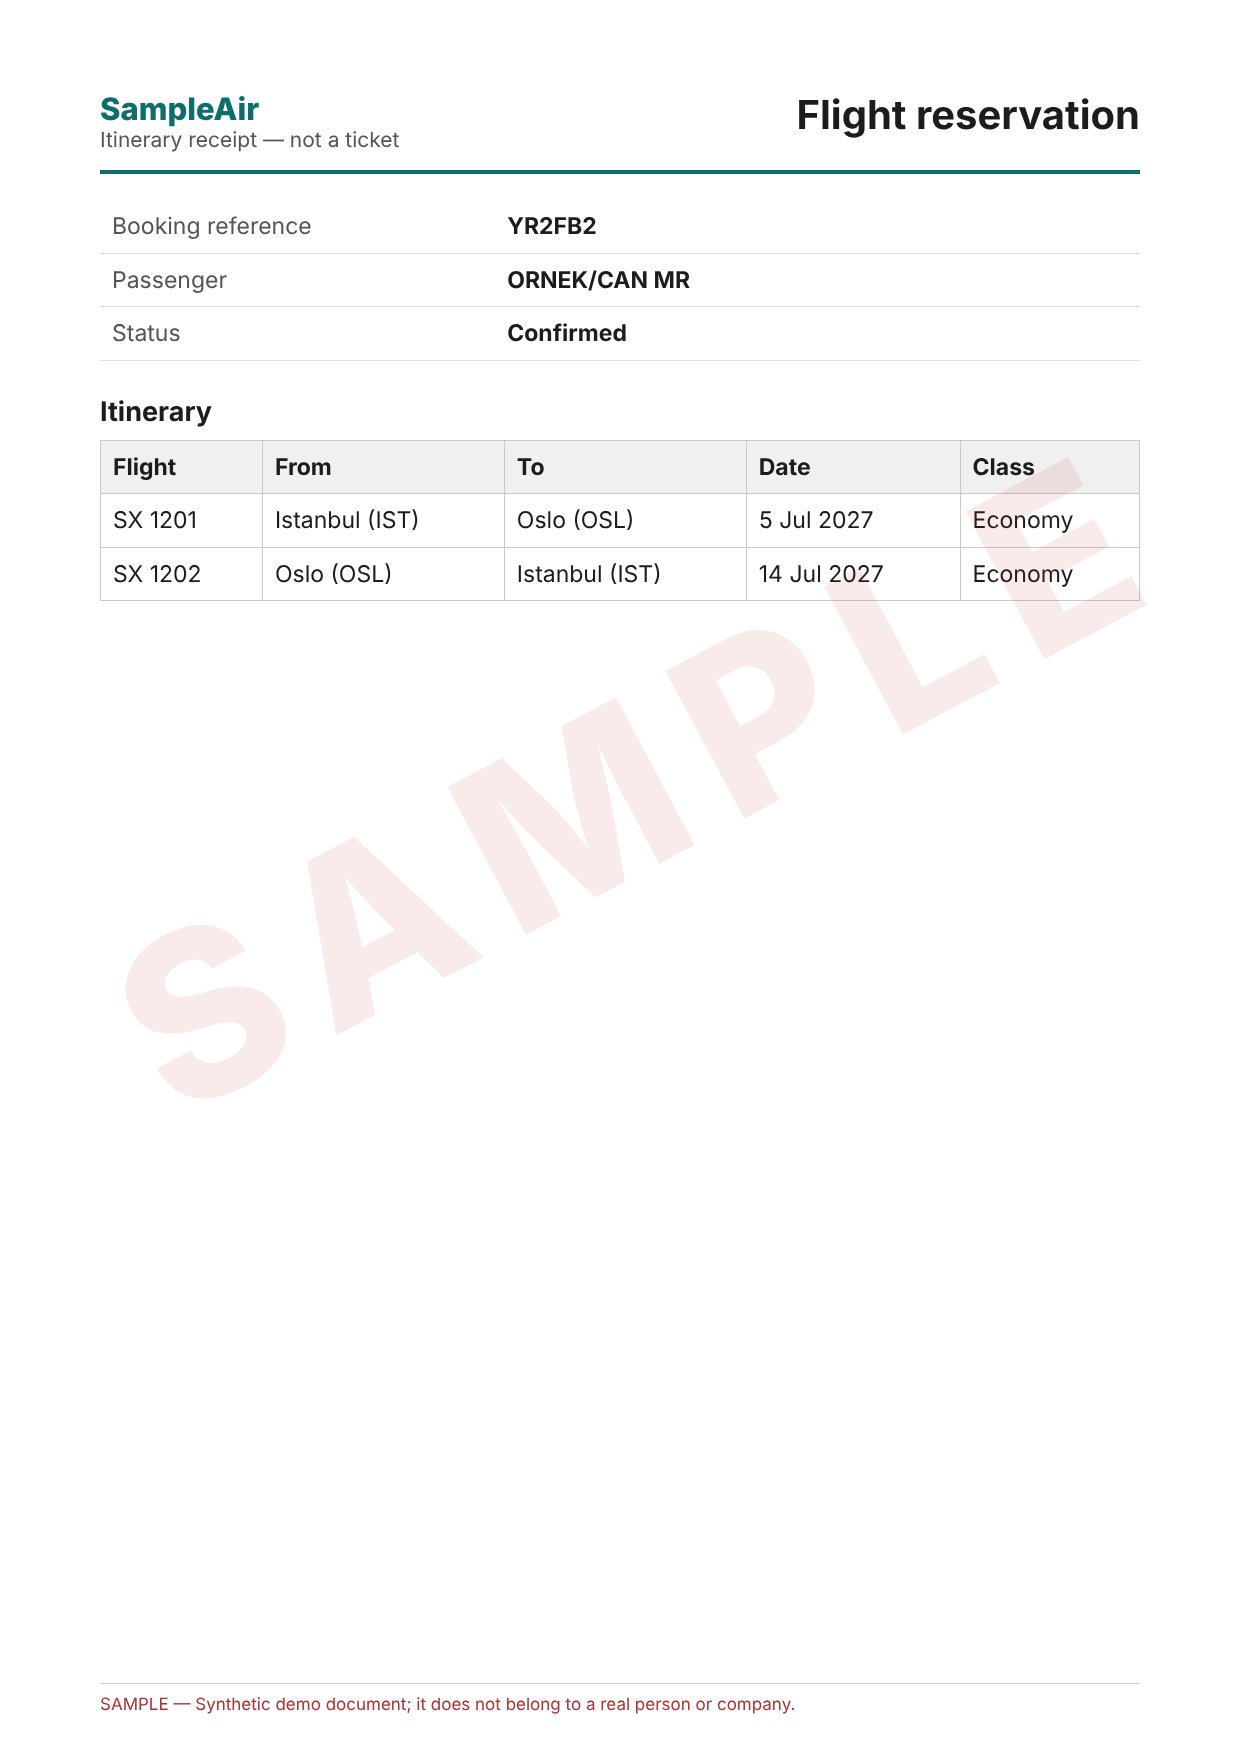 SampleAir
Itinerary receipt — not a ticket
Flight reservation
Booking reference YR2FB2
Passenger ORNEK/CAN MR
Status Confirmed
Itinerary
Flight From To Date Class
SX 1201 Istanbul (IST) Oslo (OSL) 5 Jul 2027 Economy
SX 1202 Oslo (OSL) Istanbul (IST) 14 Jul 2027 Economy
SAMPLE
SAMPLE — Synthetic demo document; it does not belong to a real person or company.